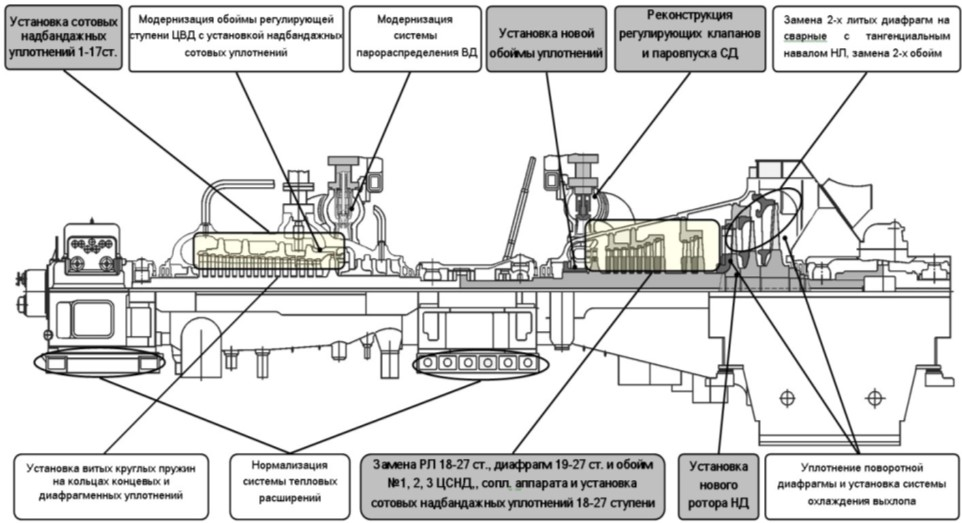 Установка сотовых
надбандажных
уплотнений 1-17ст.
Модернизация обоймы регулирующей
ступени ЦВД с установкой надбандажных
сотовых уплотнений
Модернизация
системы
парораспределения ВД
Установка новой
обоймы уплотнений
Реконструкция
регулирующих клапанов
и паровпуска СД
Замена 2-х литых диафрагм на
сварные с тангенциальным
навалом НЛ, замена 2-х обойм
Установка витых круглых пружин
на кольцах концевых и
диафрагменных уплотнений
Нормализация
системы тепловых
расширений
Замена РЛ 18-27 ст., диафрагм 19-27 ст. и обойм
№1, 2, 3 ЦСНД,, сопл. аппарата и установка
сотовых надбандажных уплотнений 18-27 ступени
Установка
нового
ротора НД
Уплотнение поворотной
диафрагмы и установка системы
охлаждения выхлопа